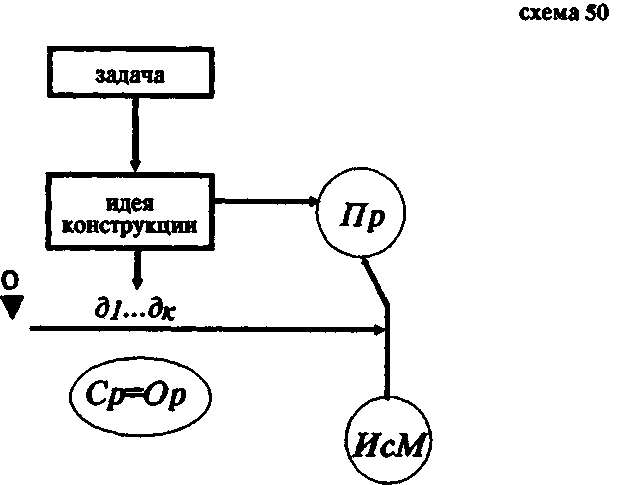 схема 50
задача
идея
конструкции
Пр
О
д1...дк
Ср=Ор
ИсМ